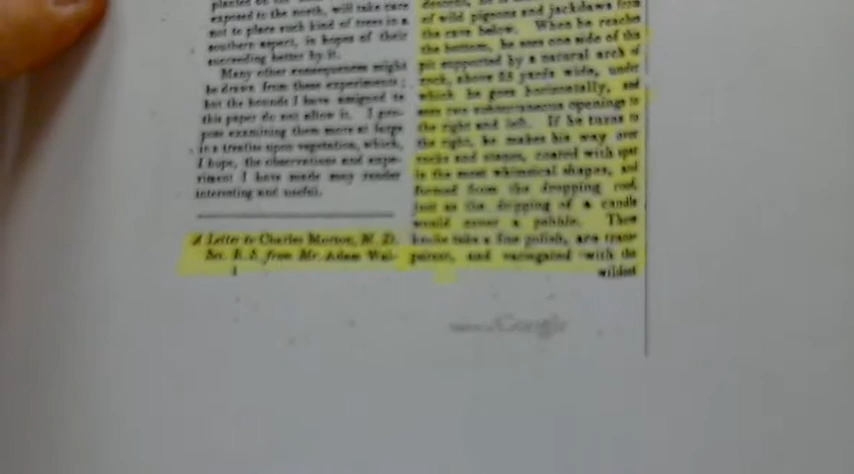 exposed to the north, will take care
not to place such kind of trees in a
southern aspect, in hopes of their
succeeding better by it.
Many other consequences might
be drawn from these experiments;
but the bounds I have assigned to
this paper do not allow it. I pro-
pose examining them more at large
in a treatise upon vegetation, which,
I hope, the observations and expe-
riment I have made may render
interesting and useful.
A Letter to Charles Morton, M. D.
Sec. R. S. from Mr. Adam Wal-
of wild pigeons and jackdaws from
the cave below. When he reaches
the bottom, he sees one side of this
pit supported by a natural arch of
rock, above 25 yards wide, under
which he goes horizontally, and
sees two subterraneous openings to
the right and left. If he turns to
the right, he makes his way over
rocks and stones, coated with spar
in the most whimsical shapes, and
formed from the dropping roof,
just as the dripping of a candle
would cover a pebble. These
knobs take a fine polish, are trans-
parent, and variegated with the
wildest
Google